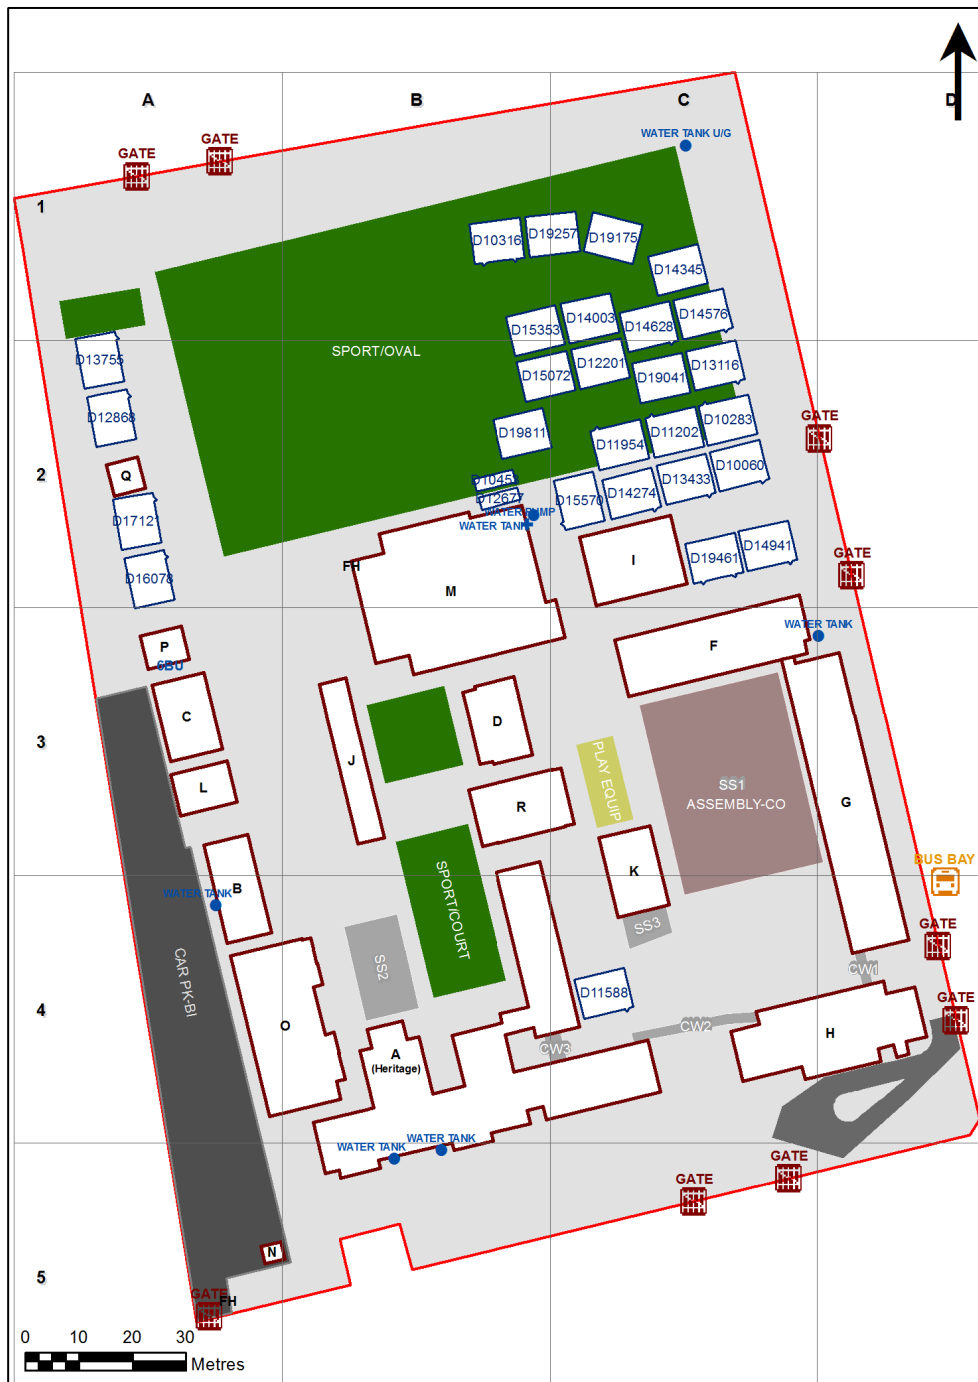 A B C D
WATER TANK U/G
GATE
GATE
1
D10316
D19257
D19175
D14345
D14576
D14003
D15353
D14628
SPORT/OVAL
D13755
D12201
D15072
D13116
D19041
D12868
D10283
D11202
D19811
D11954
GATE
2
Q
D10060
D13433
D14274
D15570
D12677
D17121
WATER PUMP
WATER TANK
D14941
D19461
I
GATE
FH
M
D16078
P
6BU
F
WATER TANK
C
D
3
J
PLAY EQUIP
SS1
ASSEMBLY-CO
L
R
G
K
BUS BAY
B
WATER TANK
SPORT/COURT
SS3
GATE
CAR PK-BI
SS2
CW1
D11588
GATE
4
O
CW2
H
CW3
A
(Heritage)
WATER TANK
WATER TANK
GATE
GATE
N
5
GATE
FH
0 10 20 30
Metres